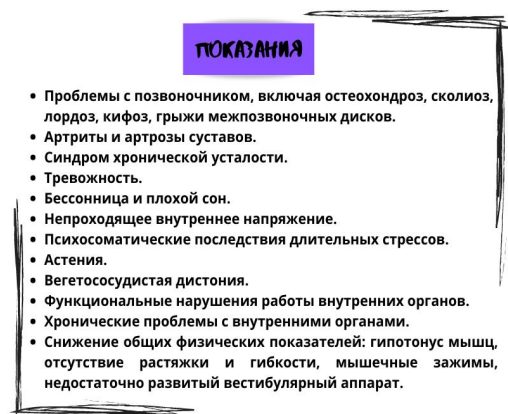 ПОКАЗАНИЯ
• Проблемы с позвоночником, включая остеохондроз, сколиоз,
лордоз, кифоз, грыжи межпозвоночных дисков.
• Артриты и артрозы суставов.
• Синдром хронической усталости.
• Тревожность.
• Бессонница и плохой сон.
• Непроходящее внутреннее напряжение.
• Психосоматические последствия длительных стрессов.
• Астения.
• Вегетососудистая дистония.
• Функциональные нарушения работы внутренних органов.
• Хронические проблемы с внутренними органами.
• Снижение общих физических показателей: гипотонус мышц,
отсутствие растяжки и гибкости, мышечные зажимы,
недостаточно развитый вестибулярный аппарат.